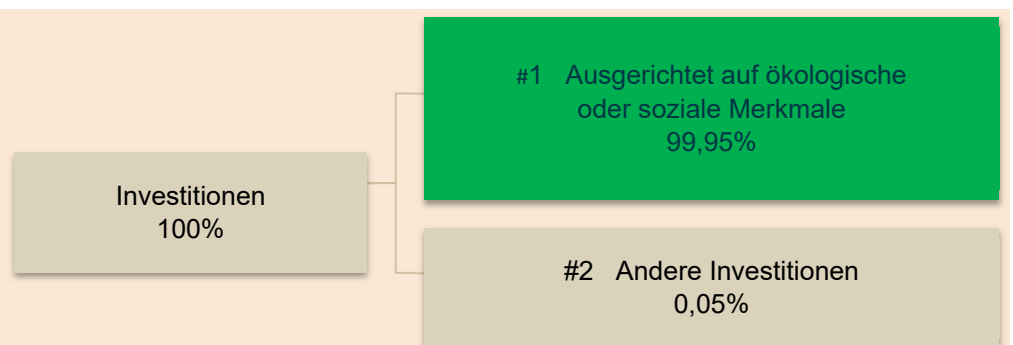 #1 Ausgerichtet auf ökologische
oder soziale Merkmale
99,95%
Investitionen
100%
#2 Andere Investitionen
0,05%